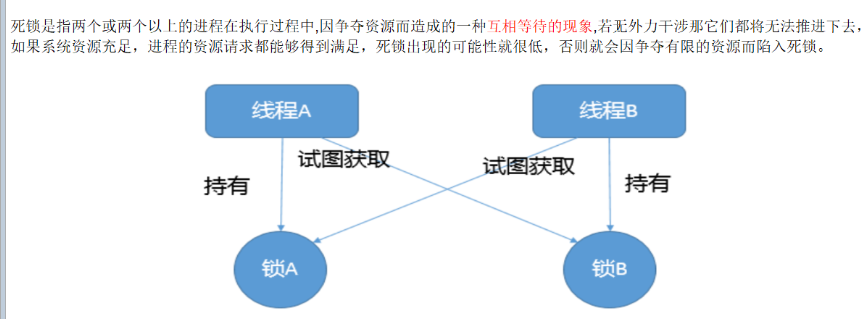 死锁是指两个或两个以上的进程在执行过程中,因争夺资源而造成的一种互相等待的现象,若无外力干涉那它们都将无法推进下去,
如果系统资源充足，进程的资源请求都能够得到满足，死锁出现的可能性就很低，否则就会因争夺有限的资源而陷入死锁。
线程A
线程B
试图获取
试图获取
持有
持有
锁A
锁B